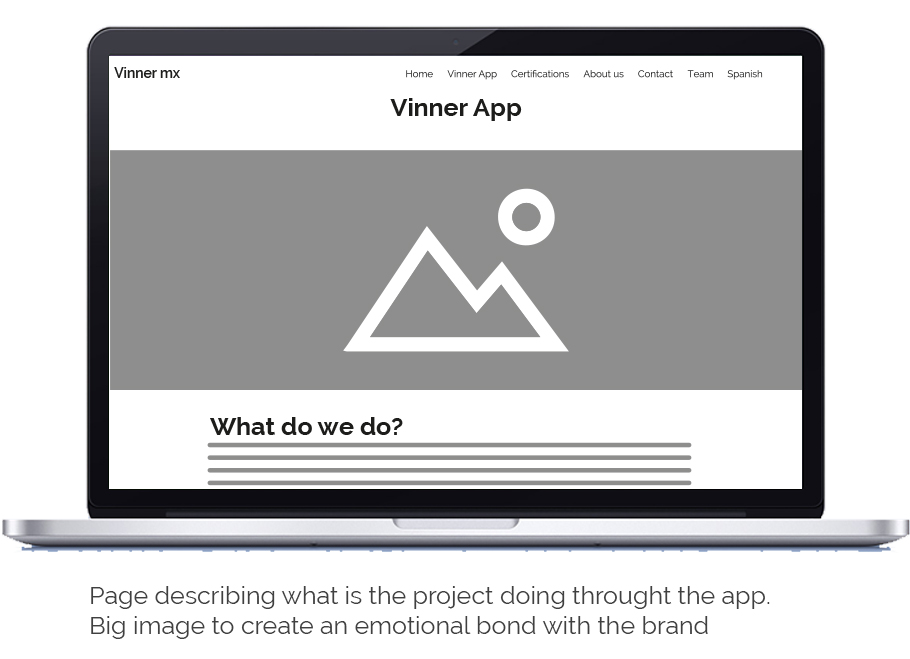 Vinner mx
Home Vinner App Certifications About us Contact Team Spanish
Vinner App
What do we do?
Page describing what is the project doing throught the app.
Big image to create an emotional bond with the brand